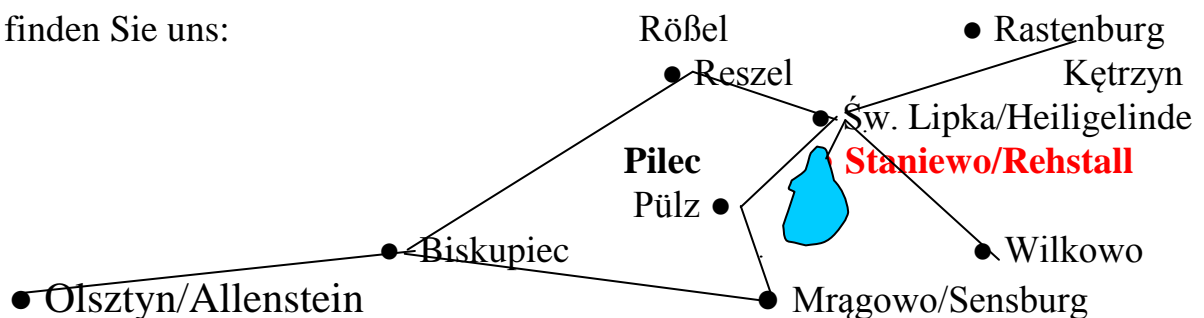 finden Sie uns:
Rößel
● Rastenburg
● Reszel
Kętrzyn
● Św. Lipka/Heiligelinde
Pilec
Staniewo/Rehstall
Pülz ●
● Biskupiec
● Wilkowo
● Olsztyn/Allenstein
● Mrągowo/Sensburg